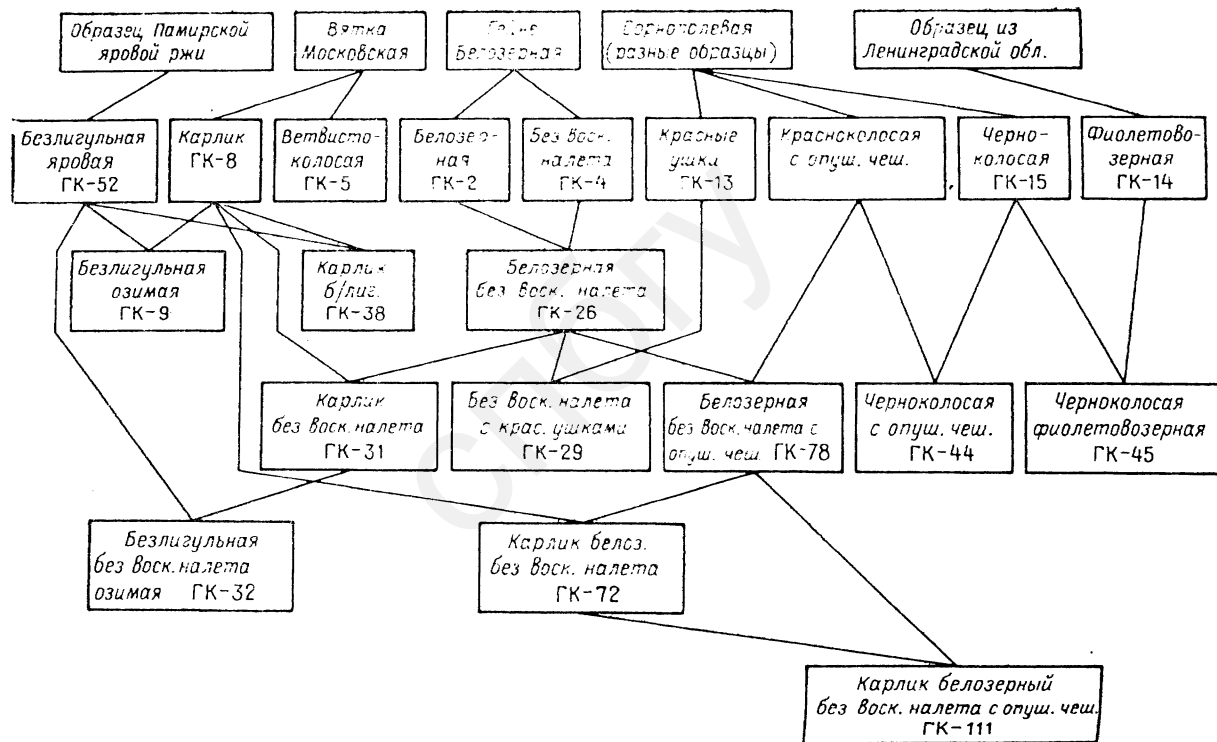 Образец Памирской
яровой ржи
Вятка
Московская
Белозерная
Сорнополевая
(разные образцы)
Образец из
Ленинградской обл.
Безлигульная
яровая
ГК-52
Карлик
ГК-8
Ветвисто-
колосая
ГК-5
Белозер-
ная
ГК-2
Без воск.
налета
ГК-4
Красные
ушки
ГК-13
Красноколосая
с опуш. чеш.
Черно-
колосая
ГК-15
Фиолетово-
зерная
ГК-14
Безлигульная
озимая
ГК-9
Карлик
б/лиг.
ГК-38
Белозерная
без воск. налета
ГК-26
Карлик
без воск. налета
ГК-31
Без воск. налета
с крас. ушками
ГК-29
Белозерная
без воск. налета с
опуш. чеш. ГК-78
Черноколосая
с опуш. чеш.
ГК-44
Черноколосая
фиолетовозерная
ГК-45
Безлигульная
без воск. налета
озимая ГК-32
Карлик белоз.
без воск. налета
ГК-72
Карлик белозерный
без воск. налета с опуш. чеш.
ГК-111
спбгу